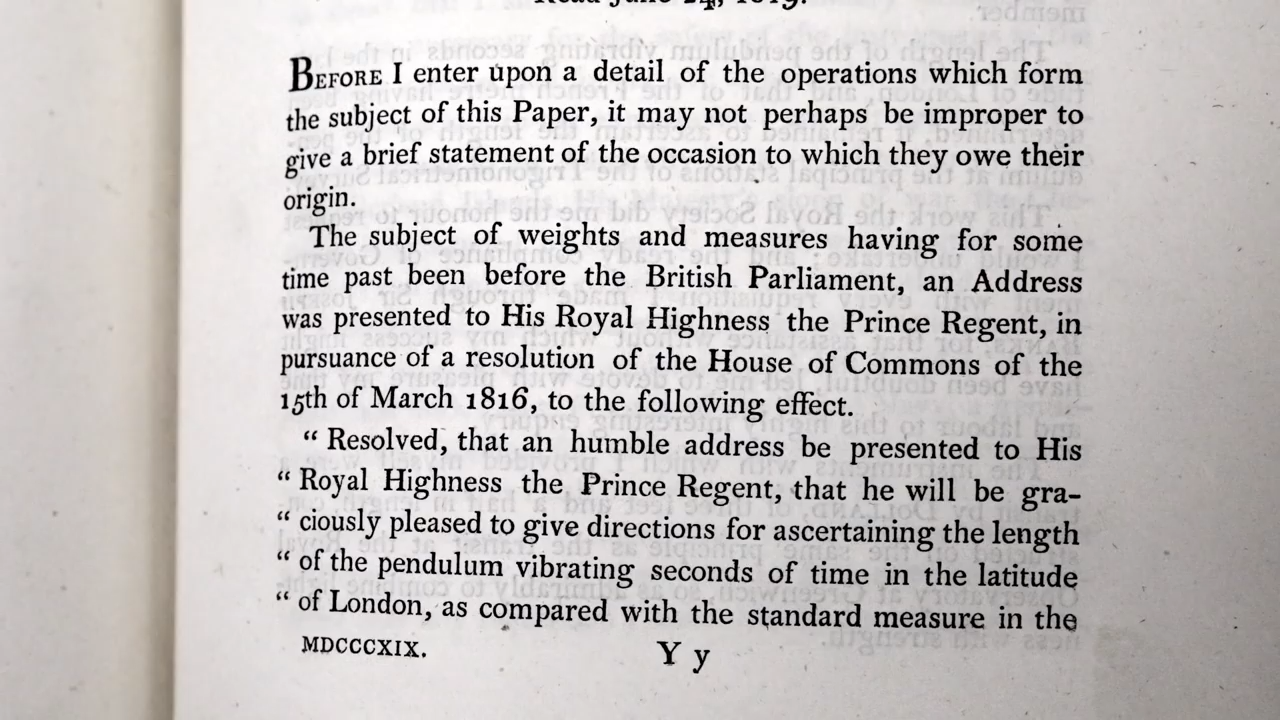 Read June 24, 1819.
BEFORE I enter upon a detail of the operations which form
the subject of this Paper, it may not perhaps be improper to
give a brief statement of the occasion to which they owe their
origin.
The subject of weights and measures having for some
time past been before the British Parliament, an Address
was presented to His Royal Highness the Prince Regent, in
pursuance of a resolution of the House of Commons of the
15th of March 1816, to the following effect.
“ Resolved, that an humble address be presented to His
“ Royal Highness the Prince Regent, that he will be gra-
“ ciously pleased to give directions for ascertaining the length
“ of the pendulum vibrating seconds of time in the latitude
“ of London, as compared with the standard measure in the
MDCCCXIX.
Y y